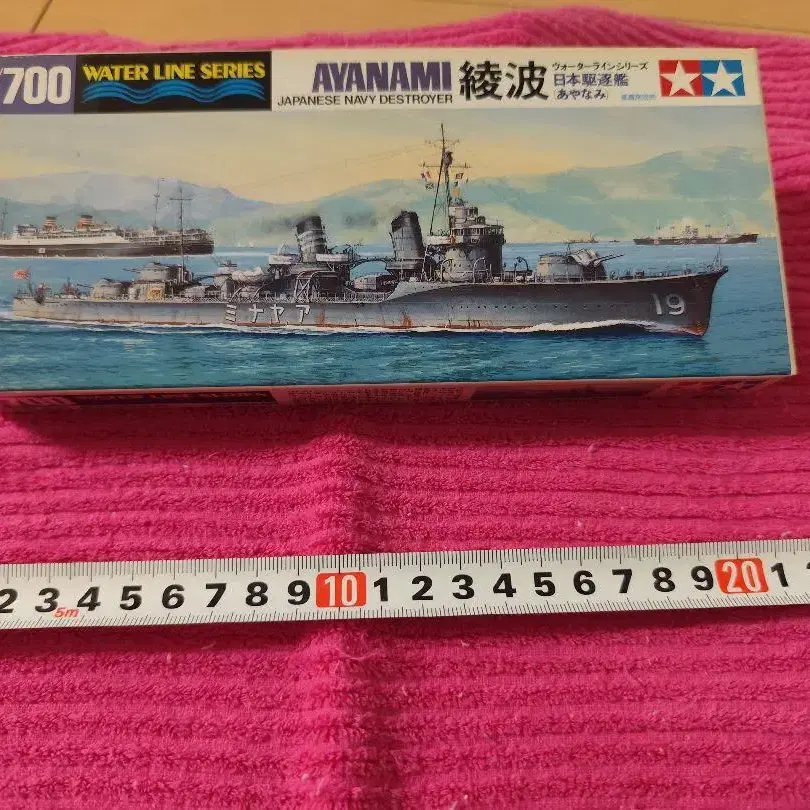 /700
WATER LINE SERIES
AYANAMI
JAPANESE NAVY DESTROYER
綾波
ウォーターラインシリーズ
日本駆逐艦
(あやなみ)
ミナヤア
19
2 3 4 5 6 7 8 9 10 1 2 3 4 5 6 7 8 9 20 1
5m